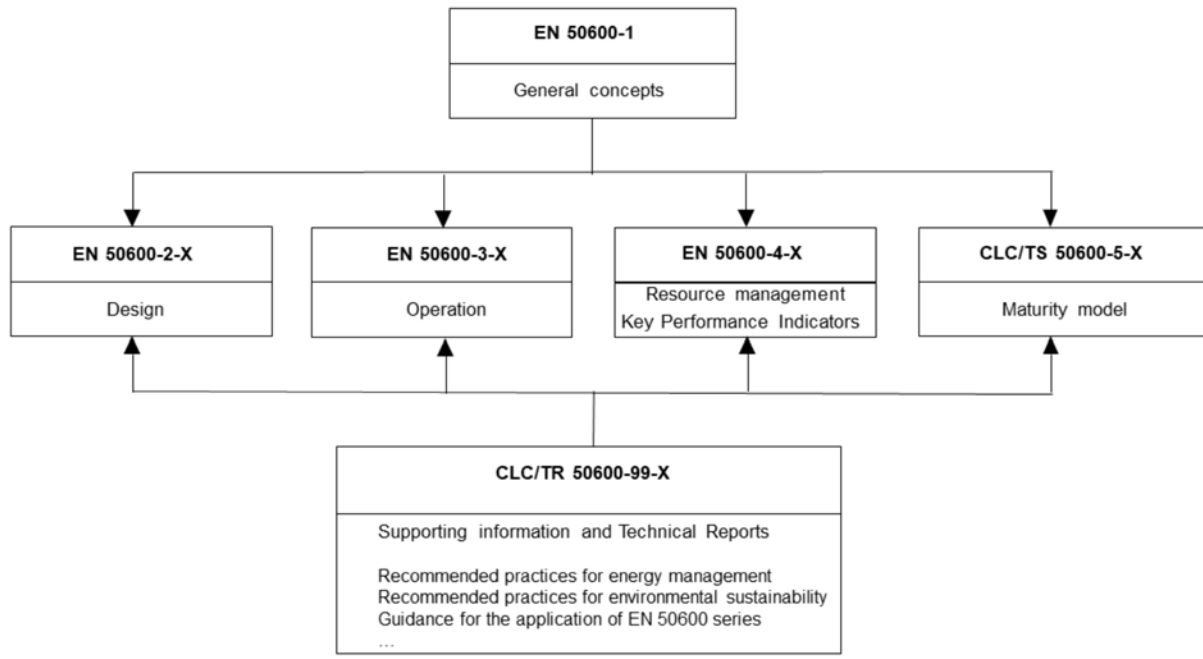 EN 50600-1
General concepts
EN 50600-2-X
Design
EN 50600-3-X
Operation
EN 50600-4-X
Resource management
Key Performance Indicators
CLC/TS 50600-5-X
Maturity model
CLC/TR 50600-99-X
Supporting information and Technical Reports
Recommended practices for energy management
Recommended practices for environmental sustainability
Guidance for the application of EN 50600 series
...